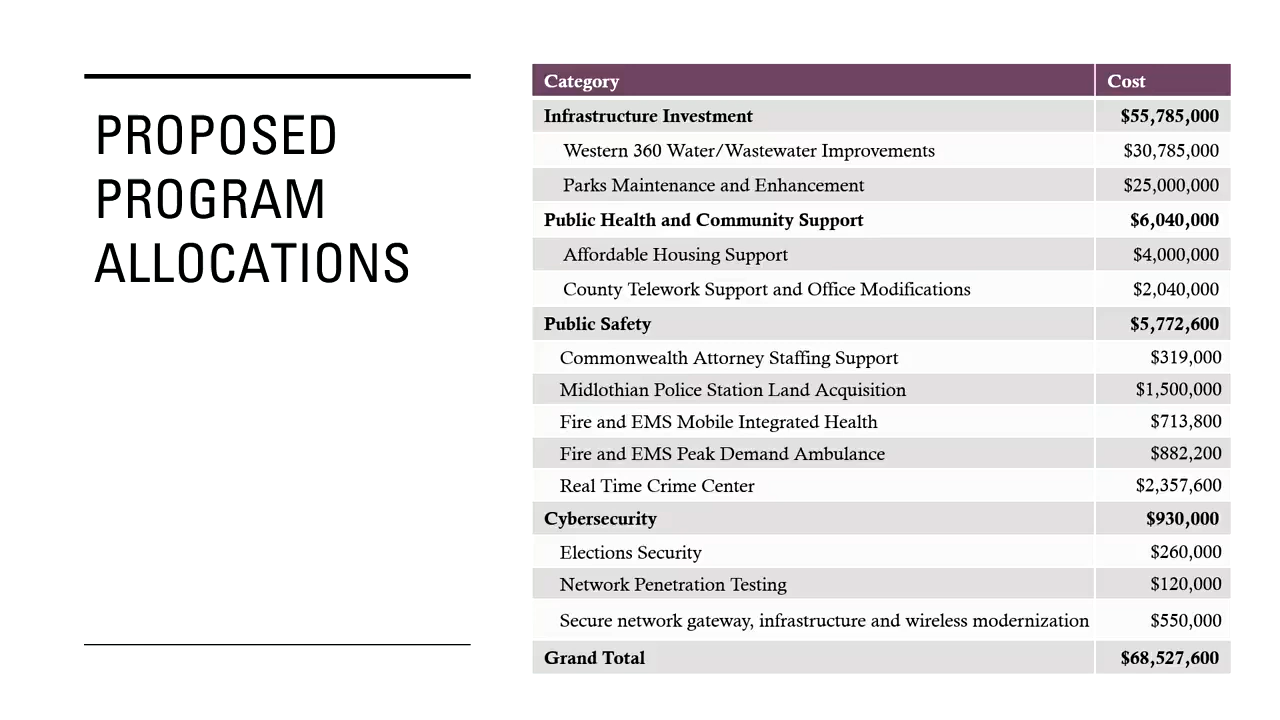 PROPOSED
PROGRAM
ALLOCATIONS
Category Cost
Infrastructure Investment $55,785,000
Western 360 Water/Wastewater Improvements $30,785,000
Parks Maintenance and Enhancement $25,000,000
Public Health and Community Support $6,040,000
Affordable Housing Support $4,000,000
County Telework Support and Office Modifications $2,040,000
Public Safety $5,772,600
Commonwealth Attorney Staffing Support $319,000
Midlothian Police Station Land Acquisition $1,500,000
Fire and EMS Mobile Integrated Health $713,800
Fire and EMS Peak Demand Ambulance $882,200
Real Time Crime Center $2,357,600
Cybersecurity $930,000
Elections Security $260,000
Network Penetration Testing $120,000
Secure network gateway, infrastructure and wireless modernization $550,000
Grand Total $68,527,600